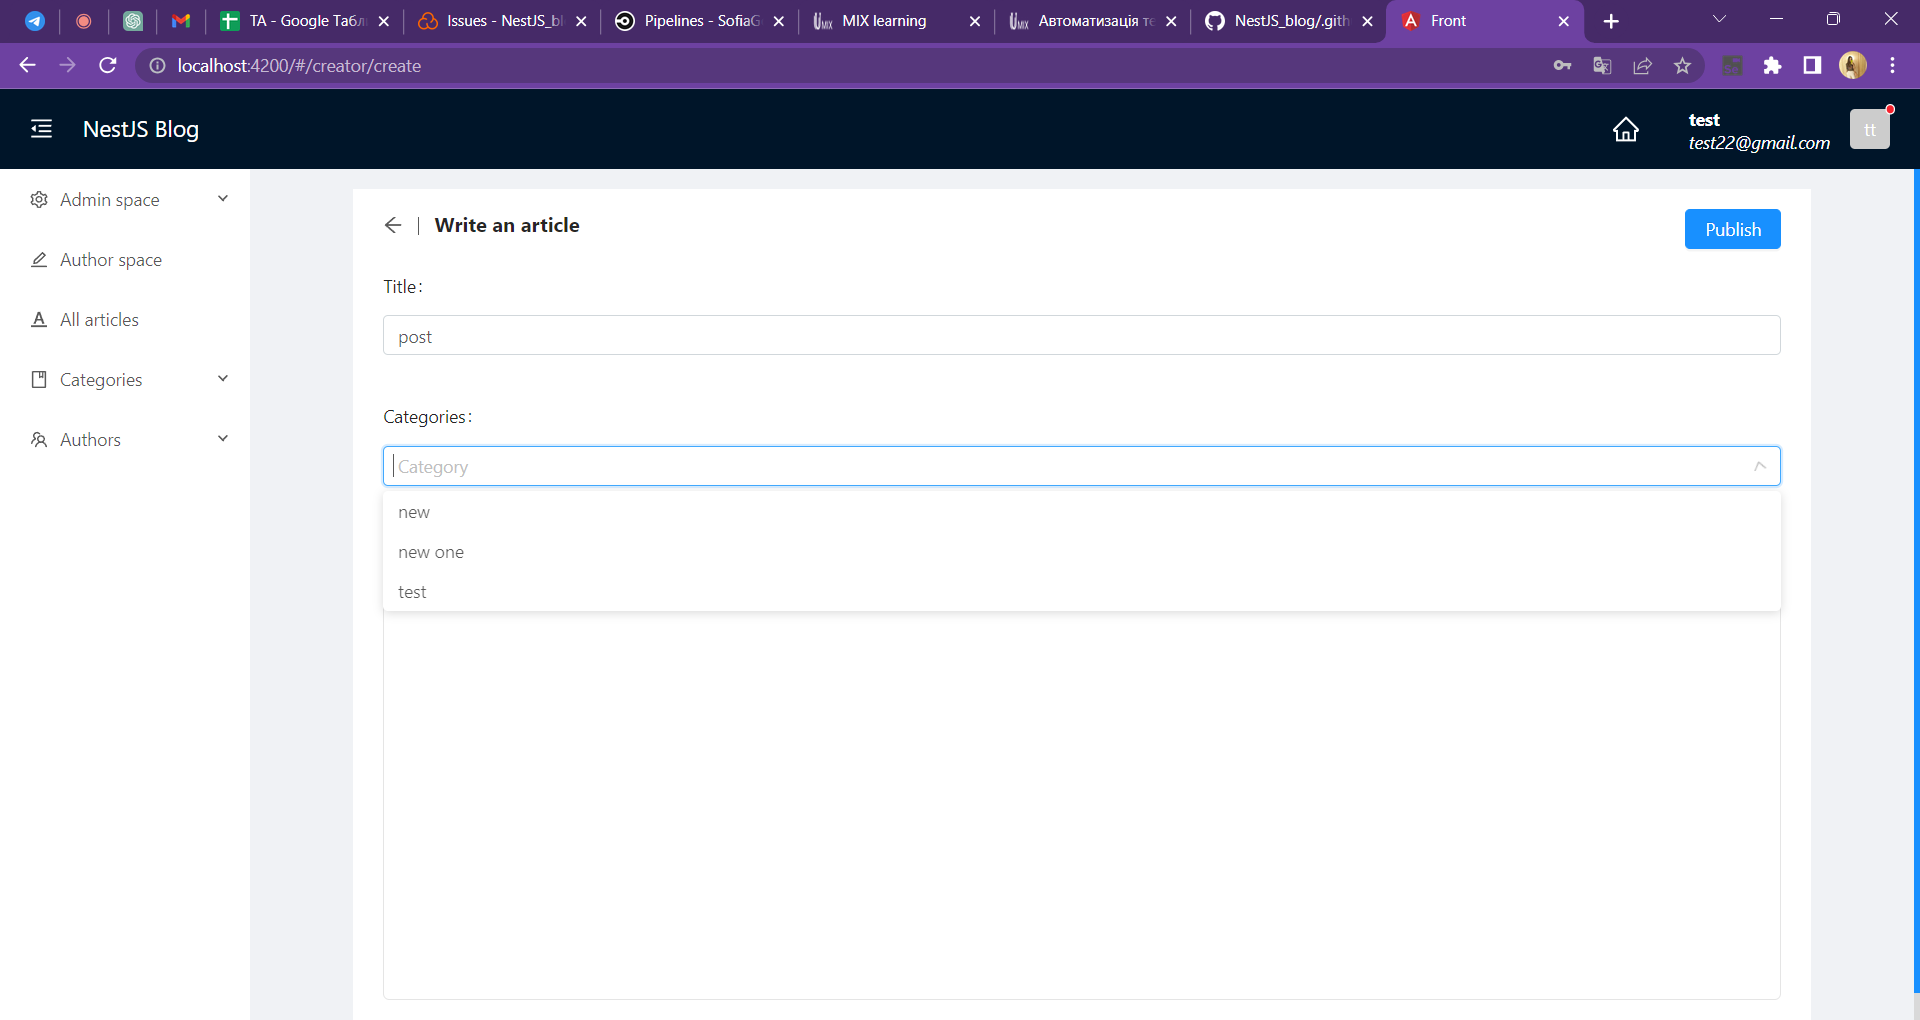 TA - Google Табл
Issues - NestJS_bl
Pipelines - SofiaG
MIX learning
Автоматизація те
NestJS_blog/.gith
Front
localhost:4200/#/creator/create
NestJS Blog
test
test22@gmail.com
tt
Admin space
Author space
All articles
Categories
Authors
Write an article
Publish
Title:
post
Categories:
Category
new
new one
test